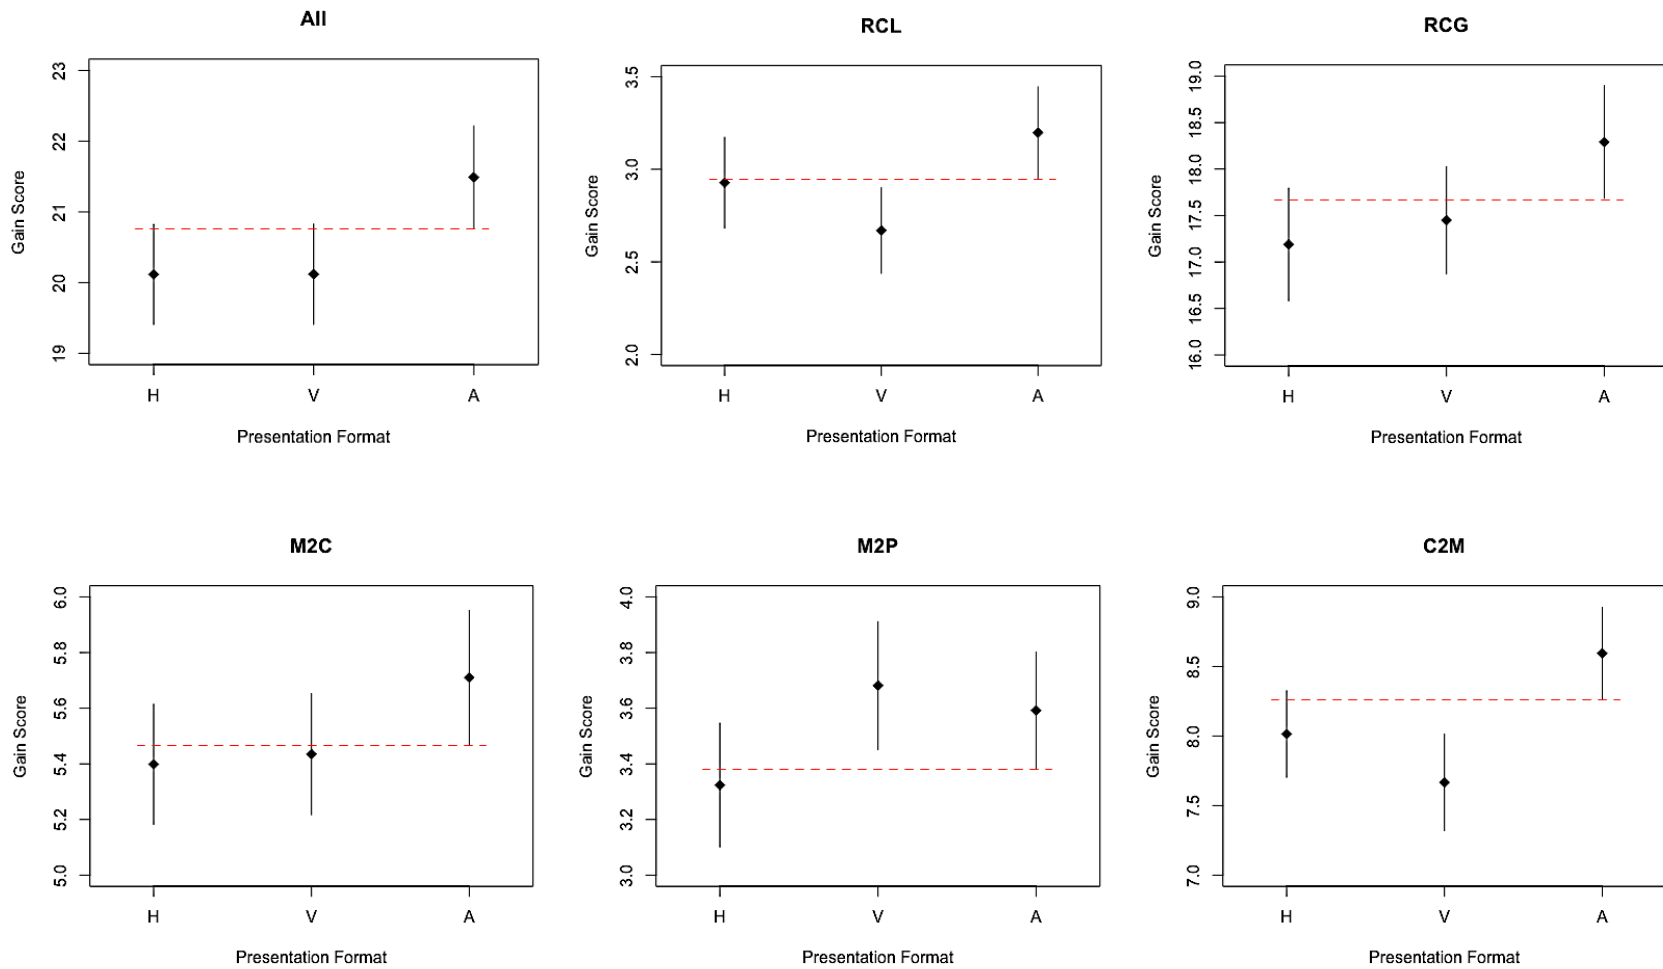 All
Gain Score
23
22
21
20
19
H V A
Presentation Format
RCL
Gain Score
3.5
3.0
2.5
2.0
H V A
Presentation Format
RCG
Gain Score
19.0
18.5
18.0
17.5
17.0
16.5
16.0
H V A
Presentation Format
M2C
Gain Score
6.0
5.8
5.6
5.4
5.2
5.0
H V A
Presentation Format
M2P
Gain Score
4.0
3.8
3.6
3.4
3.2
3.0
H V A
Presentation Format
C2M
Gain Score
9.0
8.5
8.0
7.5
7.0
H V A
Presentation Format